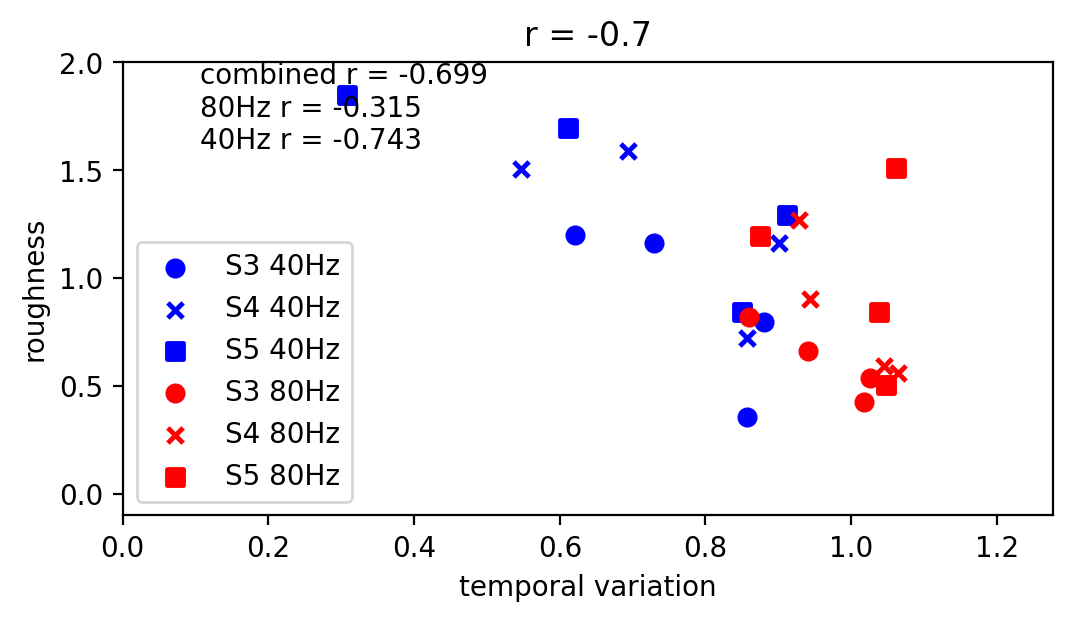 r = -0.7
combined r = -0.699
80Hz r = -0.315
40Hz r = -0.743
2.0
1.5
1.0
0.5
0.0
roughness
S3 40Hz
S4 40Hz
S5 40Hz
S3 80Hz
S4 80Hz
S5 80Hz
0.0 0.2 0.4 0.6 0.8 1.0 1.2
temporal variation